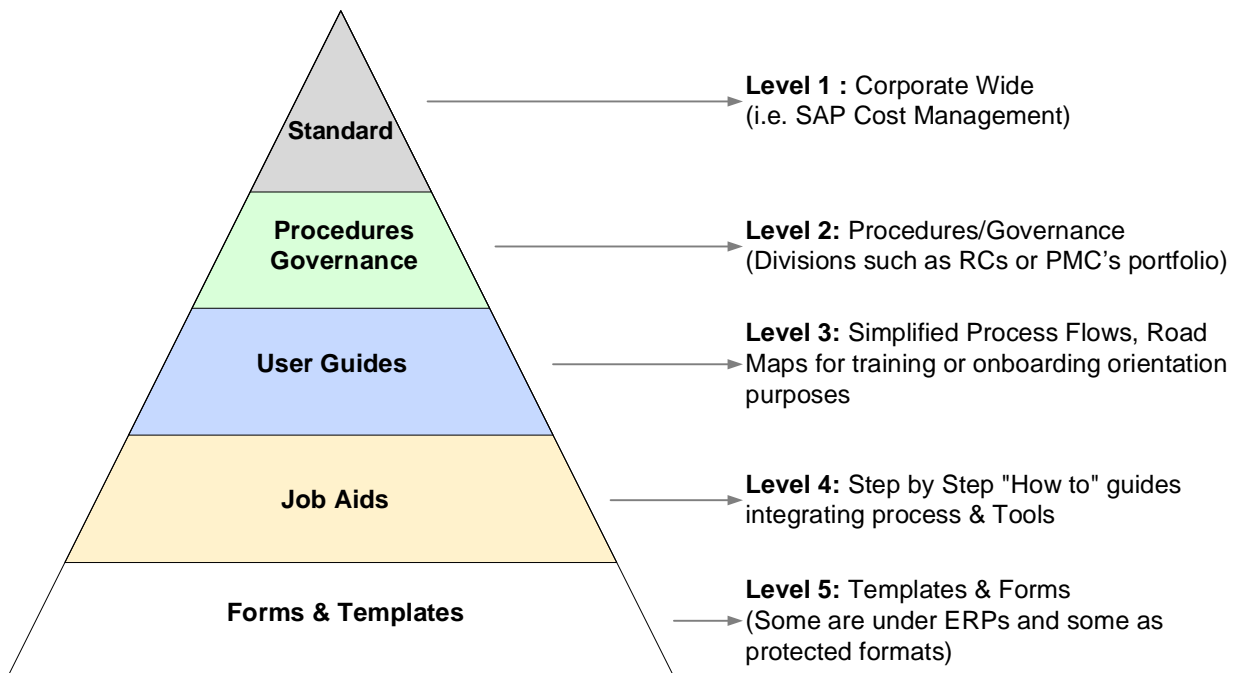 Standard
Level 1 : Corporate Wide
(i.e. SAP Cost Management)
Procedures
Governance
Level 2: Procedures/Governance
(Divisions such as RCs or PMC’s portfolio)
User Guides
Level 3: Simplified Process Flows, Road
Maps for training or onboarding orientation
purposes
Job Aids
Level 4: Step by Step "How to" guides
integrating process & Tools
Forms & Templates
Level 5: Templates & Forms
(Some are under ERPs and some as
protected formats)